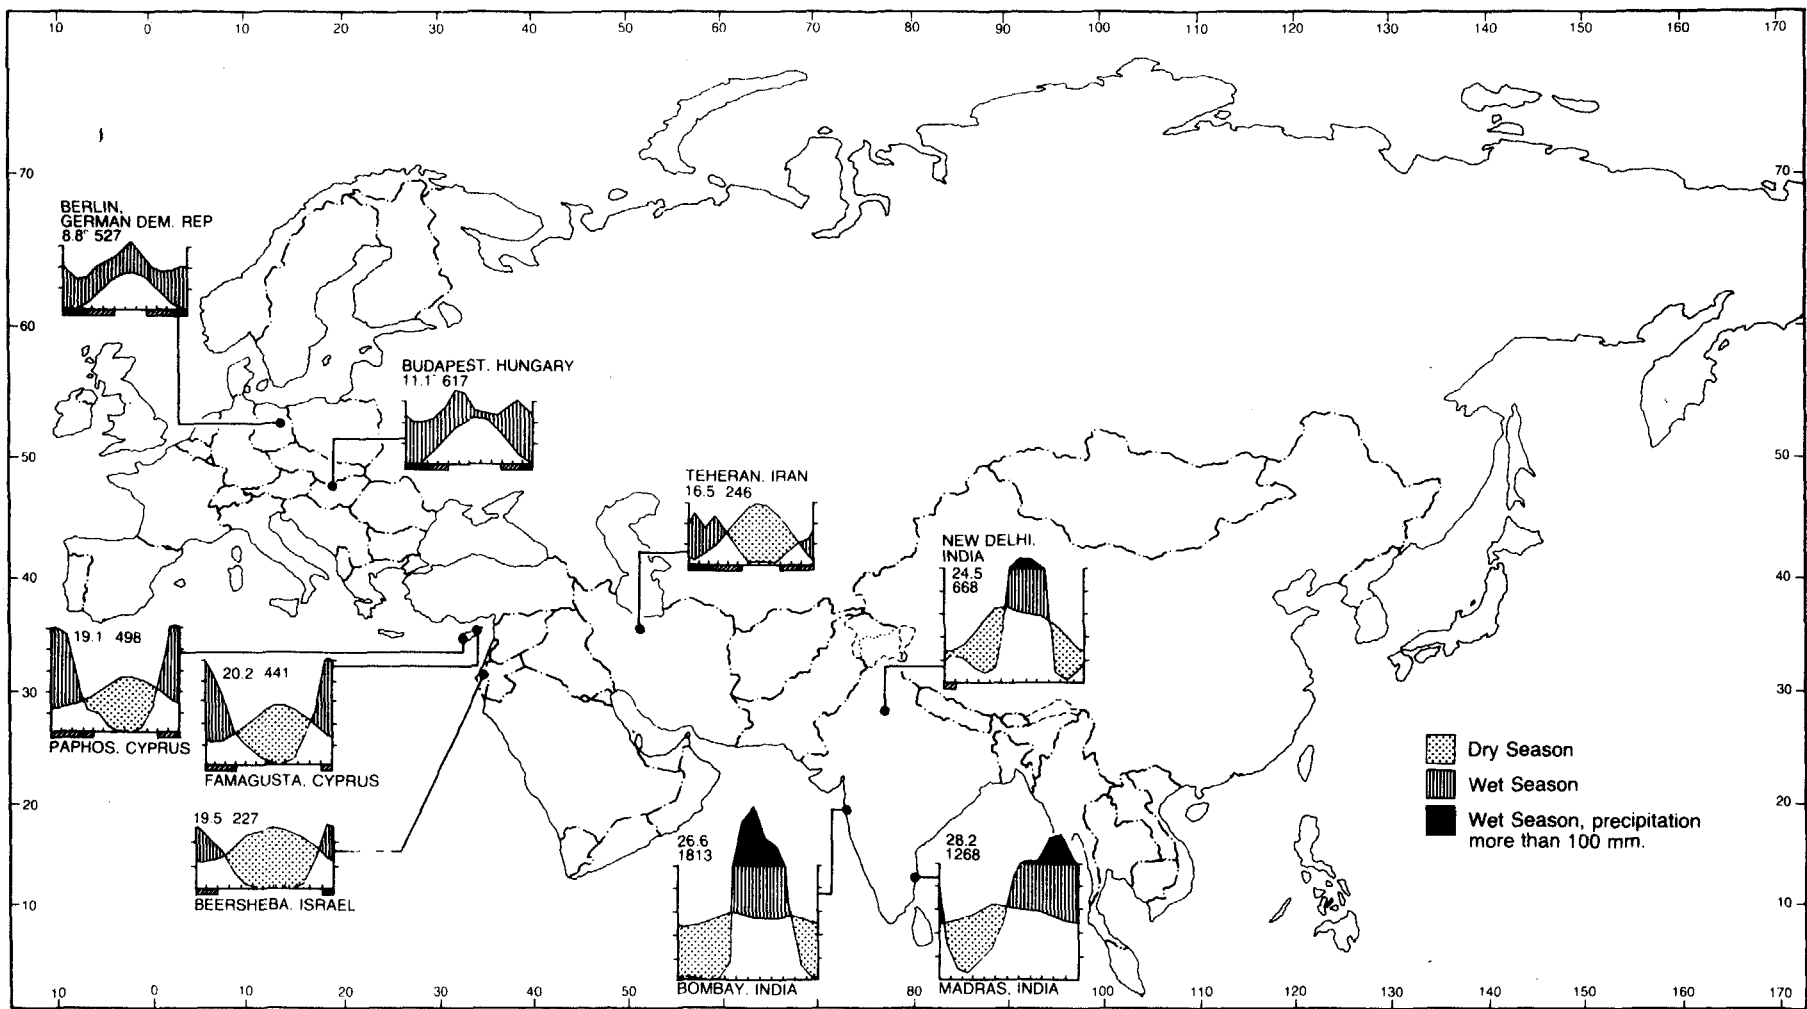 10 0 10 20 30 40 50 60 70 80 90 100 110 120 130 140 150 160 170
70 70
BERLIN,
GERMAN DEM. REP
8.8° 527
60 60
BUDAPEST. HUNGARY
11.1° 617
50 50
TEHERAN. IRAN
16.5 246
NEW DELHI,
INDIA
24.5
668
40 40
19.1 498
PAPHOS. CYPRUS
20.2 441
FAMAGUSTA. CYPRUS
30 30
Dry Season
Wet Season
Wet Season, precipitation
more than 100 mm.
20 20
19.5 227
BEERSHEBA. ISRAEL
26.6
1813
BOMBAY. INDIA
28.2
1268
MADRAS. INDIA
10 10
10 0 10 20 30 40 50 80 100 110 120 130 140 150 160 170